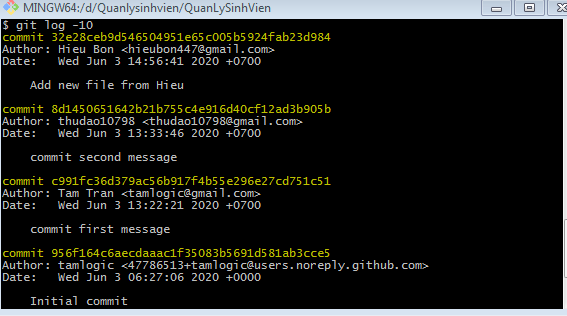 MINGW64:/d/Quanlysinhvien/QuanLySinhVien
$ git log -10
commit 32e28ceb9d546504951e65c005b5924fab23d984
Author: Hieu Bon <hieubon447@gmail.com>
Date:   Wed Jun 3 14:56:41 2020 +0700
    Add new file from Hieu
commit 8d1450651642b21b755c4e916d40cf12ad3b905b
Author: thudao10798 <thudao10798@gmail.com>
Date:   Wed Jun 3 13:33:46 2020 +0700
    commit second message
commit c991fc36d379ac56b917f4b55e296e27cd751c51
Author: Tam Tran <tamlogic@gmail.com>
Date:   Wed Jun 3 13:22:21 2020 +0700
    commit first message
commit 956f164c6aecdaaac1f35083b5691d581ab3cce5
Author: tamlogic <47786513+tamlogic@users.noreply.github.com>
Date:   Wed Jun 3 06:27:06 2020 +0000
    Initial commit